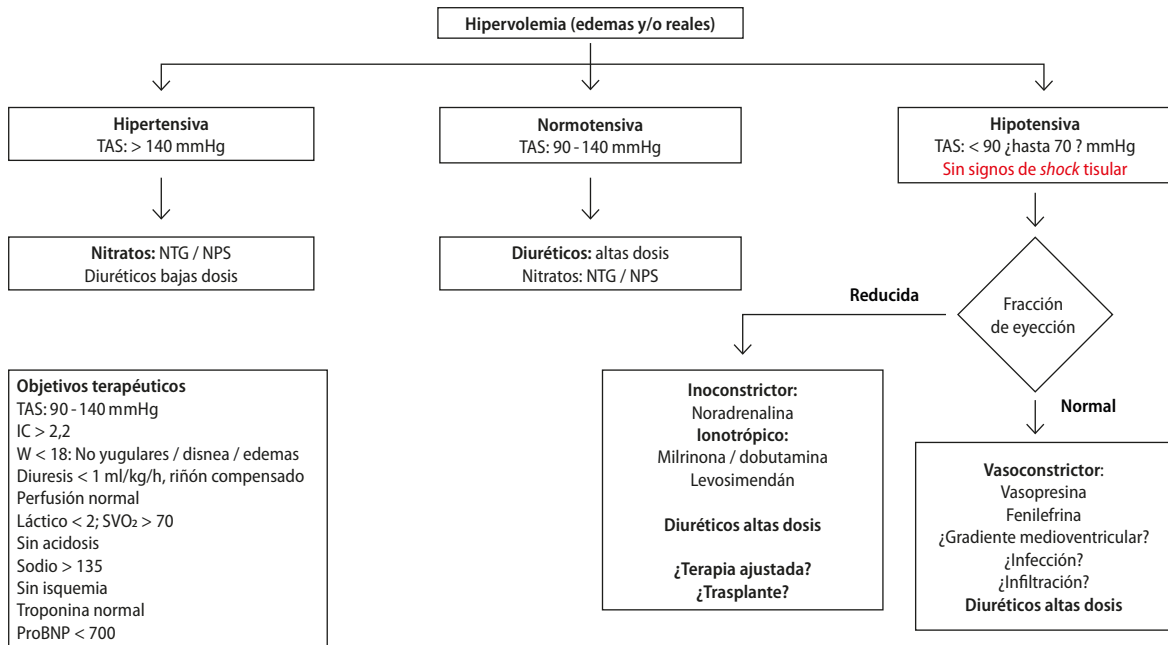 Hipervolemia (edemas y/o reales)
Hipertensiva
TAS: > 140 mmHg
Normotensiva
TAS: 90 - 140 mmHg
Hipotensiva
TAS: < 90 ¿hasta 70 ? mmHg
Sin signos de shock tisular
Nitratos: NTG / NPS
Diuréticos bajas dosis
Diuréticos: altas dosis
Nitratos: NTG / NPS
Fracción
de eyección
Reducida
Normal
Objetivos terapéuticos
TAS: 90 - 140 mmHg
IC > 2,2
W < 18: No yugulares / disnea / edemas
Diuresis < 1 ml/kg/h, riñón compensado
Perfusión normal
Láctico < 2; SVO₂ > 70
Sin acidosis
Sodio > 135
Sin isquemia
Troponina normal
ProBNP < 700
Inoconstrictor:
Noradrenalina
Ionotrópico:
Milrinona / dobutamina
Levosimendán
Diuréticos altas dosis
¿Terapia ajustada?
¿Trasplante?
Vasoconstrictor:
Vasopresina
Fenilefrina
¿Gradiente medioventricular?
¿Infección?
¿Infiltración?
Diuréticos altas dosis